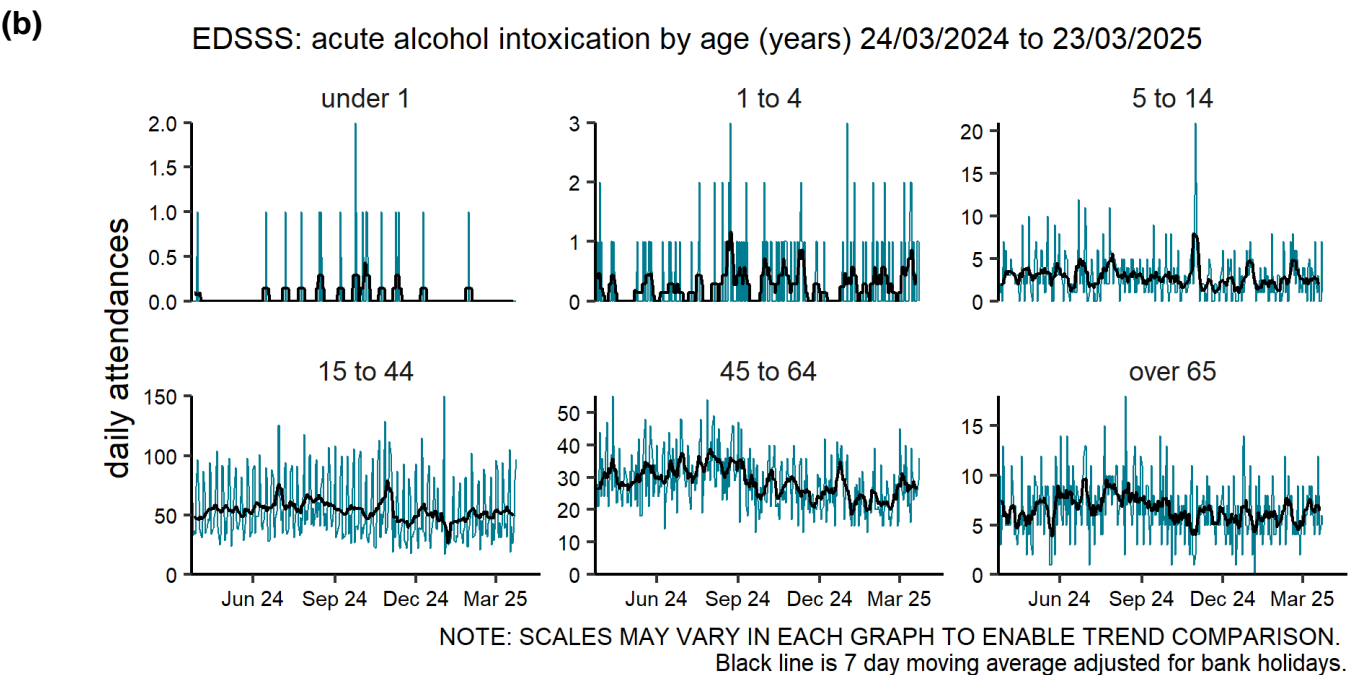 (b)
EDSSS: acute alcohol intoxication by age (years) 24/03/2024 to 23/03/2025
daily attendances
under 1
2.0
1.5
1.0
0.5
0.0
1 to 4
3
2
1
0
5 to 14
20
15
10
5
0
15 to 44
150
100
50
0
Jun 24 Sep 24 Dec 24 Mar 25
45 to 64
50
40
30
20
10
0
Jun 24 Sep 24 Dec 24 Mar 25
over 65
15
10
5
0
Jun 24 Sep 24 Dec 24 Mar 25
NOTE: SCALES MAY VARY IN EACH GRAPH TO ENABLE TREND COMPARISON.
Black line is 7 day moving average adjusted for bank holidays.